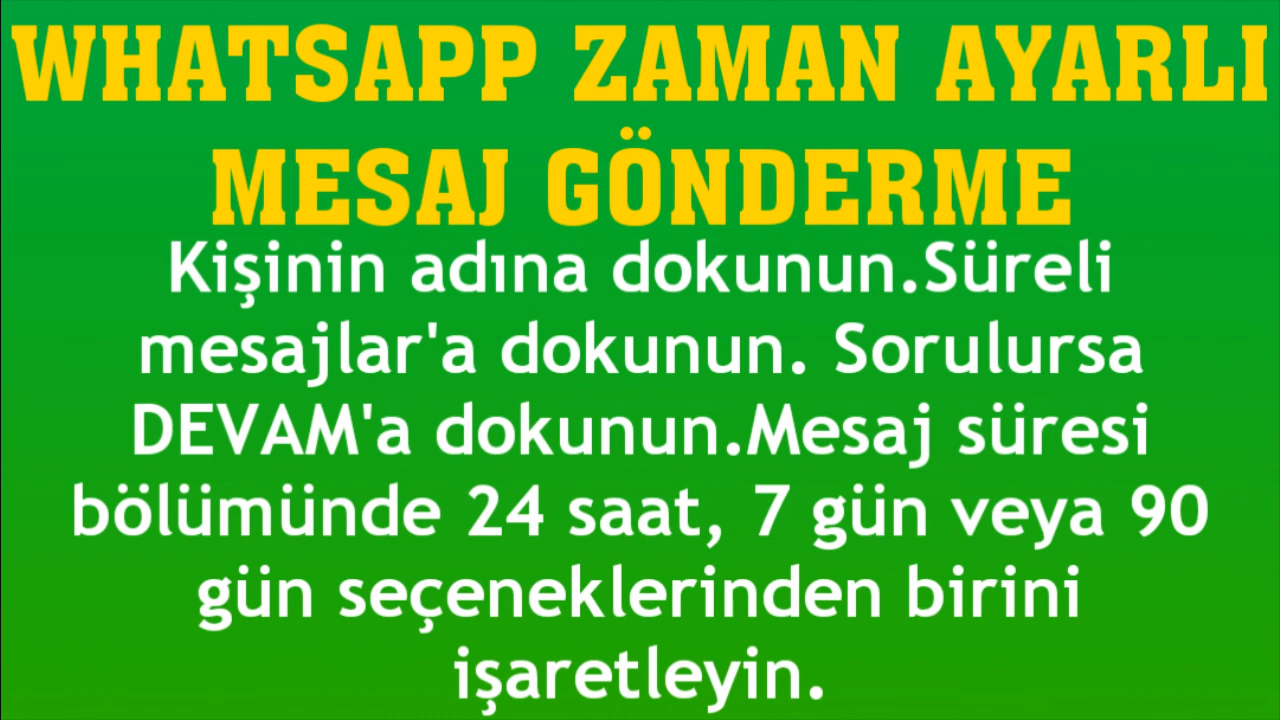 WHATSAPP ZAMAN AYARLI
MESAJ GÖNDERME
Kişinin adına dokunun.Süreli
mesajlar'a dokunun. Sorulursa
DEVAM'a dokunun.Mesaj süresi
bölümünde 24 saat, 7 gün veya 90
gün seçeneklerinden birini
işaretleyin.